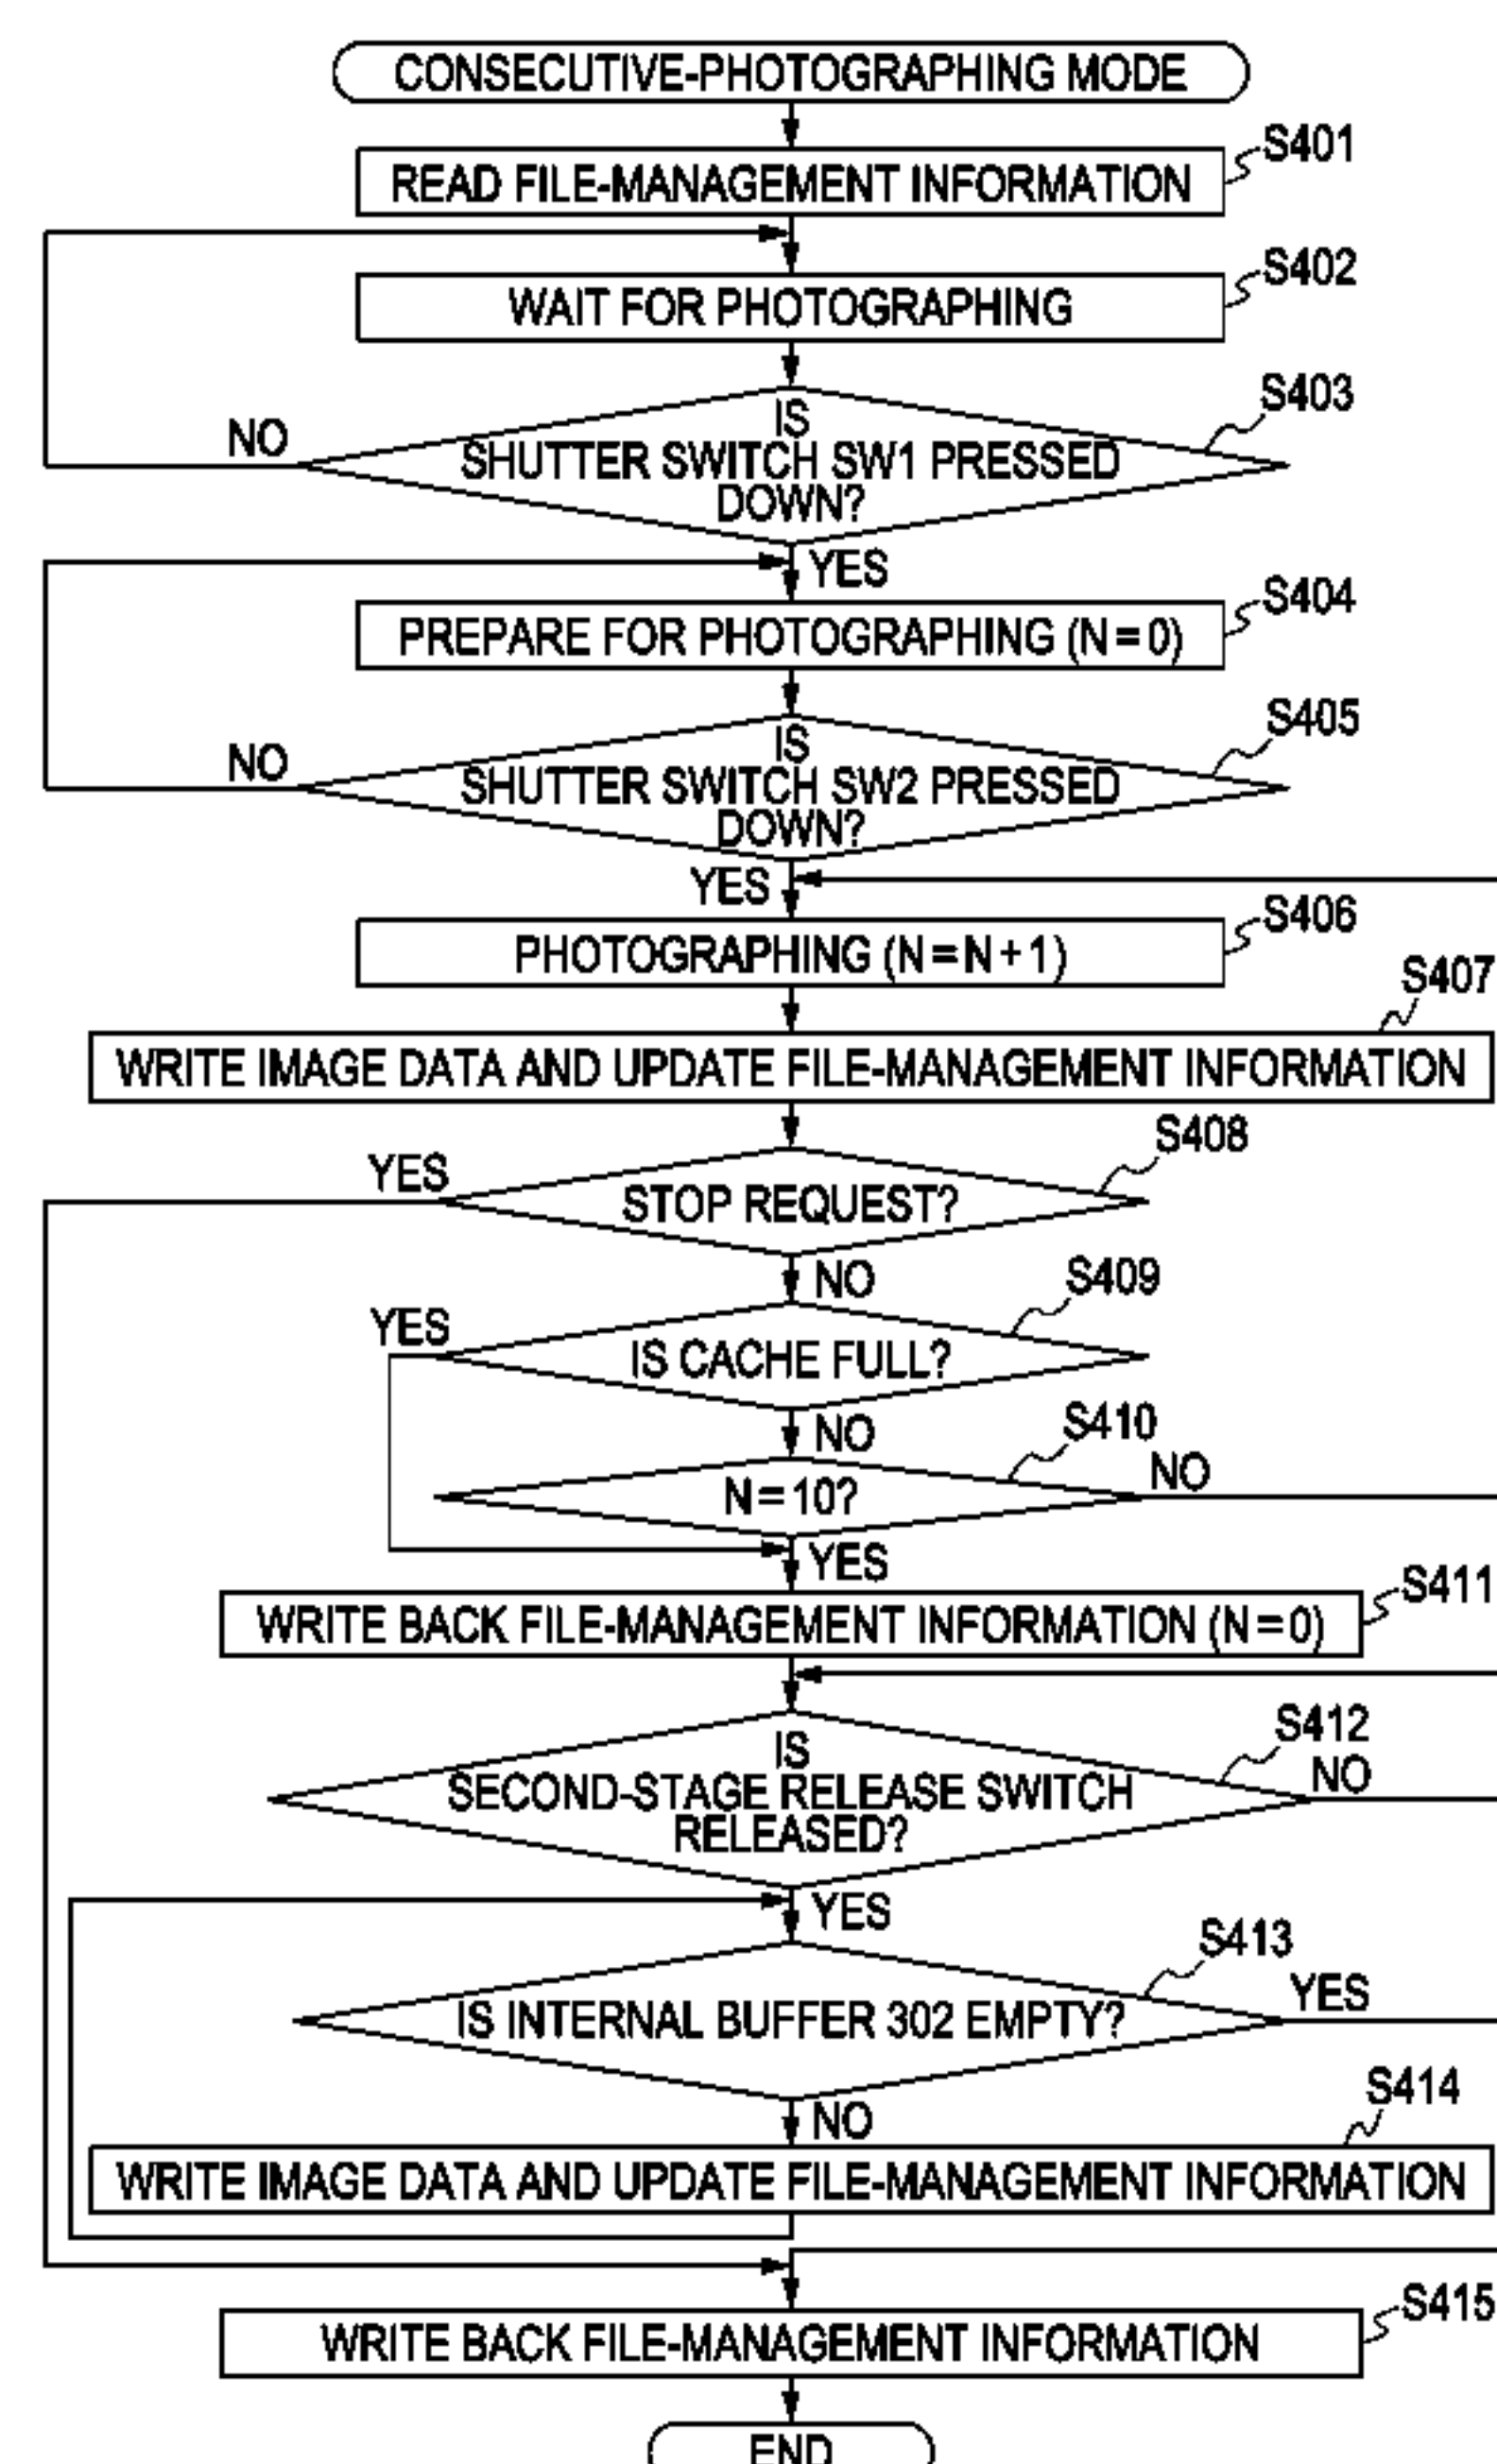 CONSECUTIVE-PHOTOGRAPHING MODE
S401
READ FILE-MANAGEMENT INFORMATION
S402
WAIT FOR PHOTOGRAPHING
S403
NO
IS
SHUTTER SWITCH SW1 PRESSED
DOWN?
YES
S404
PREPARE FOR PHOTOGRAPHING (N=0)
S405
NO
IS
SHUTTER SWITCH SW2 PRESSED
DOWN?
YES
S406
PHOTOGRAPHING (N=N+1)
S407
WRITE IMAGE DATA AND UPDATE FILE-MANAGEMENT INFORMATION
S408
YES
STOP REQUEST?
NO
S409
YES
IS CACHE FULL?
NO
S410
NO
N=10?
YES
S411
WRITE BACK FILE-MANAGEMENT INFORMATION (N=0)
S412
IS
NO
SECOND-STAGE RELEASE SWITCH
RELEASED?
YES
S413
YES
IS INTERNAL BUFFER 302 EMPTY?
NO
S414
WRITE IMAGE DATA AND UPDATE FILE-MANAGEMENT INFORMATION
S415
WRITE BACK FILE-MANAGEMENT INFORMATION
END